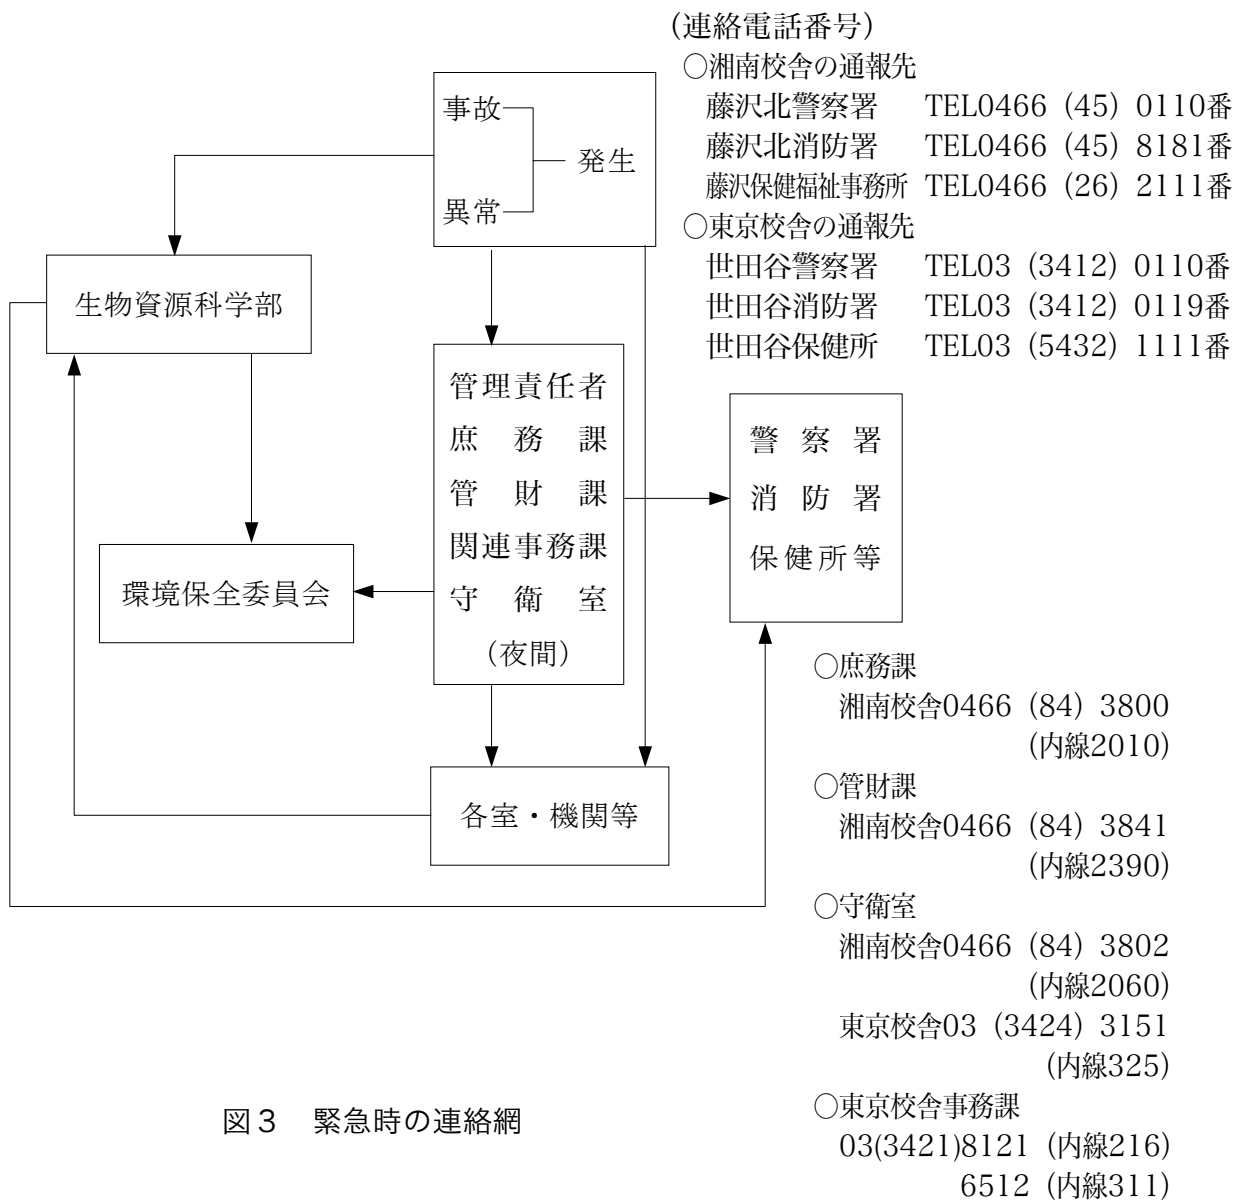 (連絡電話番号)
○湘南校舎の通報先
藤沢北警察署 TEL0466 (45) 0110番
藤沢北消防署 TEL0466 (45) 8181番
藤沢保健福祉事務所 TEL0466 (26) 2111番
○東京校舎の通報先
世田谷警察署 TEL03 (3412) 0110番
世田谷消防署 TEL03 (3412) 0119番
世田谷保健所 TEL03 (5432) 1111番
事故
発生
異常
生物資源科学部
管理責任者
庶務課
管財課
関連事務課
守衛室
(夜間)
警察署
消防署
保健所等
環境保全委員会
各室・機関等
○庶務課
湘南校舎0466 (84) 3800
(内線2010)
○管財課
湘南校舎0466 (84) 3841
(内線2390)
○守衛室
湘南校舎0466 (84) 3802
(内線2060)
東京校舎03 (3424) 3151
(内線325)
○東京校舎事務課
03(3421)8121 (内線216)
6512 (内線311)
図3 緊急時の連絡網